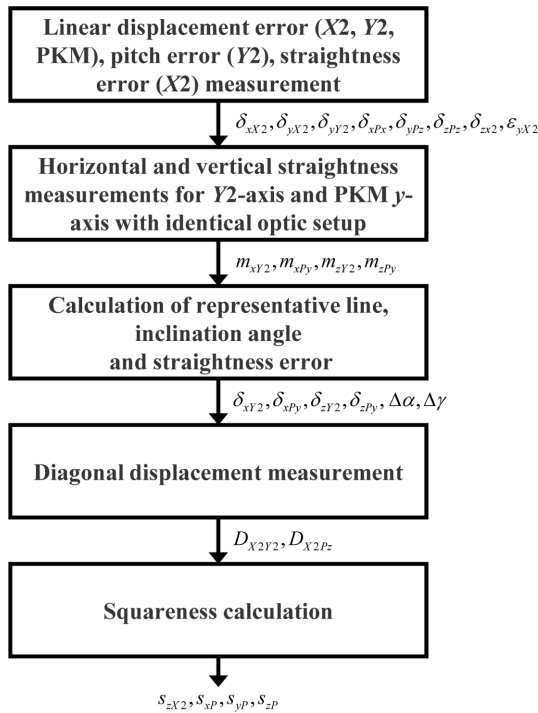 Linear displacement error (X2, Y2,
PKM), pitch error (Y2), straightness
error (X2) measurement
δxX2,δyX2,δyY2,δxPx,δyPz,δzPz,δzx2,εyX2
Horizontal and vertical straightness
measurements for Y2-axis and PKM y-
axis with identical optic setup
mxY2,mxPy,mzY2,mzPy
Calculation of representative line,
inclination angle
and straightness error
δxY2,δxPy,δzY2,δzPy,Δα,Δγ
Diagonal displacement measurement
DX2Y2,DX2Pz
Squareness calculation
szX2,sxP,syP,szP